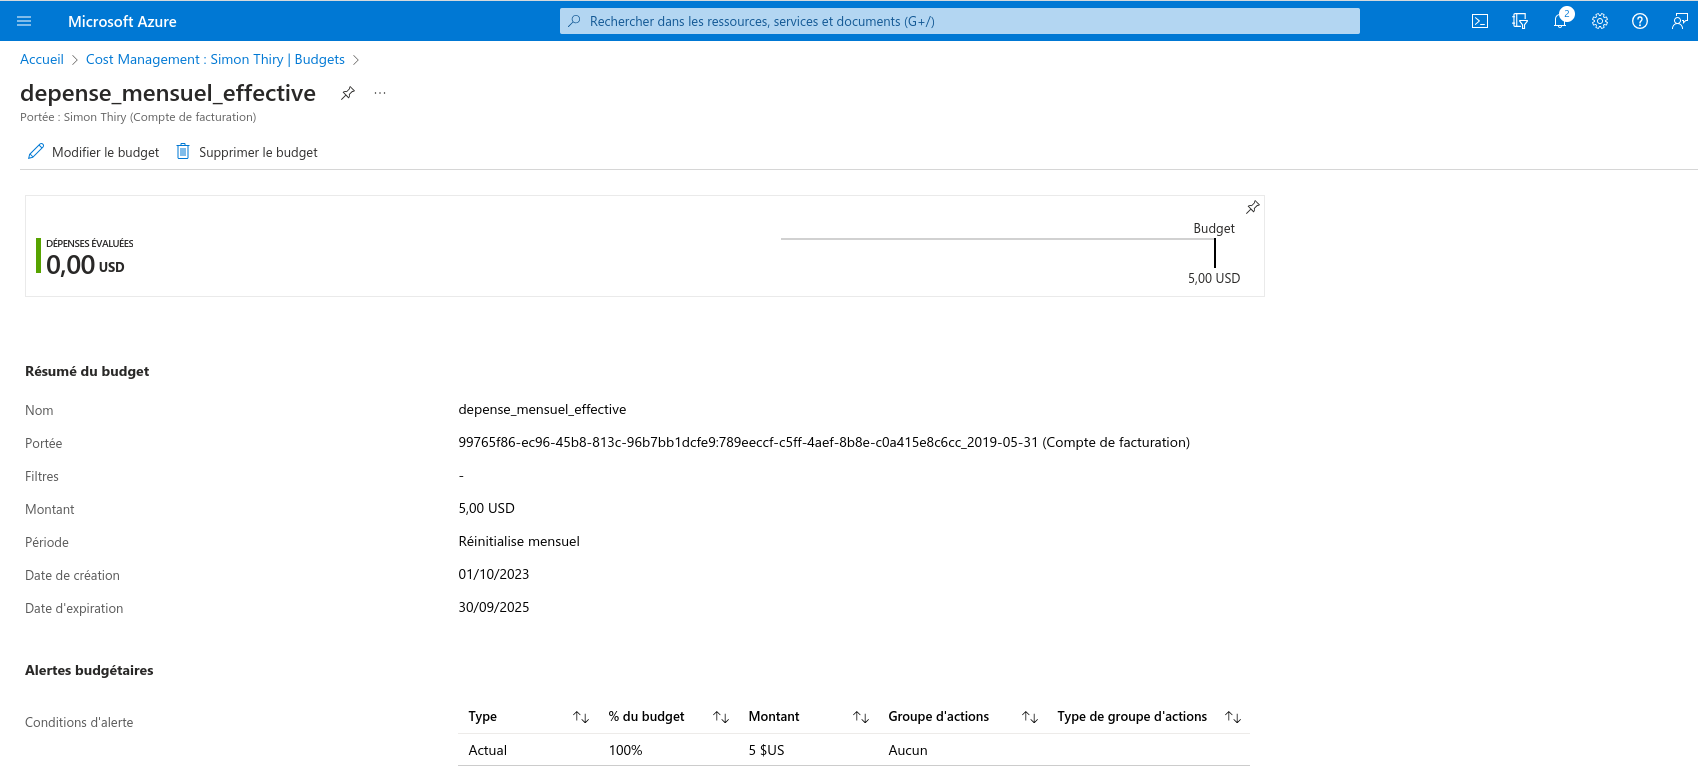 Microsoft Azure
Rechercher dans les ressources, services et documents (G+/)
2
Accueil > Cost Management : Simon Thiry | Budgets >
depense_mensuel_effective ...
Portée : Simon Thiry (Compte de facturation)
Modifier le budget Supprimer le budget
Budget
DÉPENSES ÉVALUÉES
0,00 USD
5,00 USD
Résumé du budget
Nom depense_mensuel_effective
Portée 99765f86-ec96-45b8-813c-96b7bb1dcfe9:789eeccf-c5ff-4aef-8b8e-c0a415e8c6cc_2019-05-31 (Compte de facturation)
Filtres -
Montant 5,00 USD
Période Réinitialise mensuel
Date de création 01/10/2023
Date d'expiration 30/09/2025
Alertes budgétaires
Conditions d'alerte
Type ↑↓ % du budget ↑↓ Montant ↑↓ Groupe d'actions ↑↓ Type de groupe d'actions ↑↓
Actual 100% 5 $US Aucun